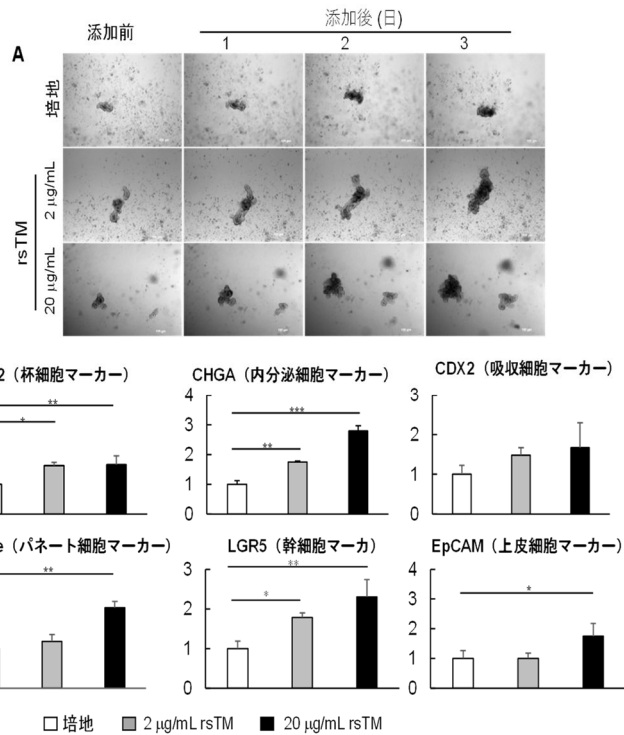 添加前
添加後 (日)
1
2
3
A
培地
rsTM
2 μg/mL
20 μg/mL
2（杯細胞マーカー）
**
*
CHGA（内分泌細胞マーカー）
4
3
2
1
0
***
**
CDX2（吸収細胞マーカー）
3
2
1
0
e（パネート細胞マーカー）
**
LGR5（幹細胞マーカ）
3
2
1
0
**
*
EpCAM（上皮細胞マーカー）
4
3
2
1
0
*
培地
2 μg/mL rsTM
20 μg/mL rsTM